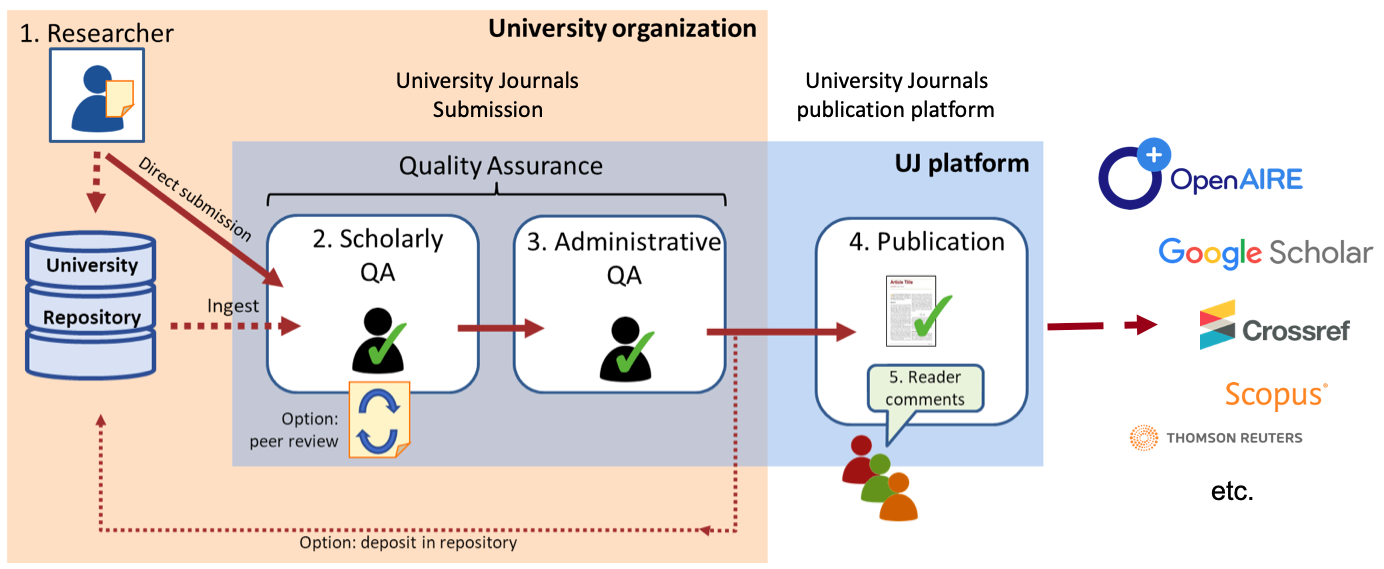 1. Researcher
University organization
University Journals
Submission
University Journals
publication platform
Direct submission
Quality Assurance
UJ platform
OpenAIRE
2. Scholarly
QA
3. Administrative
QA
4. Publication
Article Title
University
Repository
Ingest
Google Scholar
Crossref
5. Reader
comments
Scopus®
Option:
peer review
THOMSON REUTERS
etc.
Option: deposit in repository